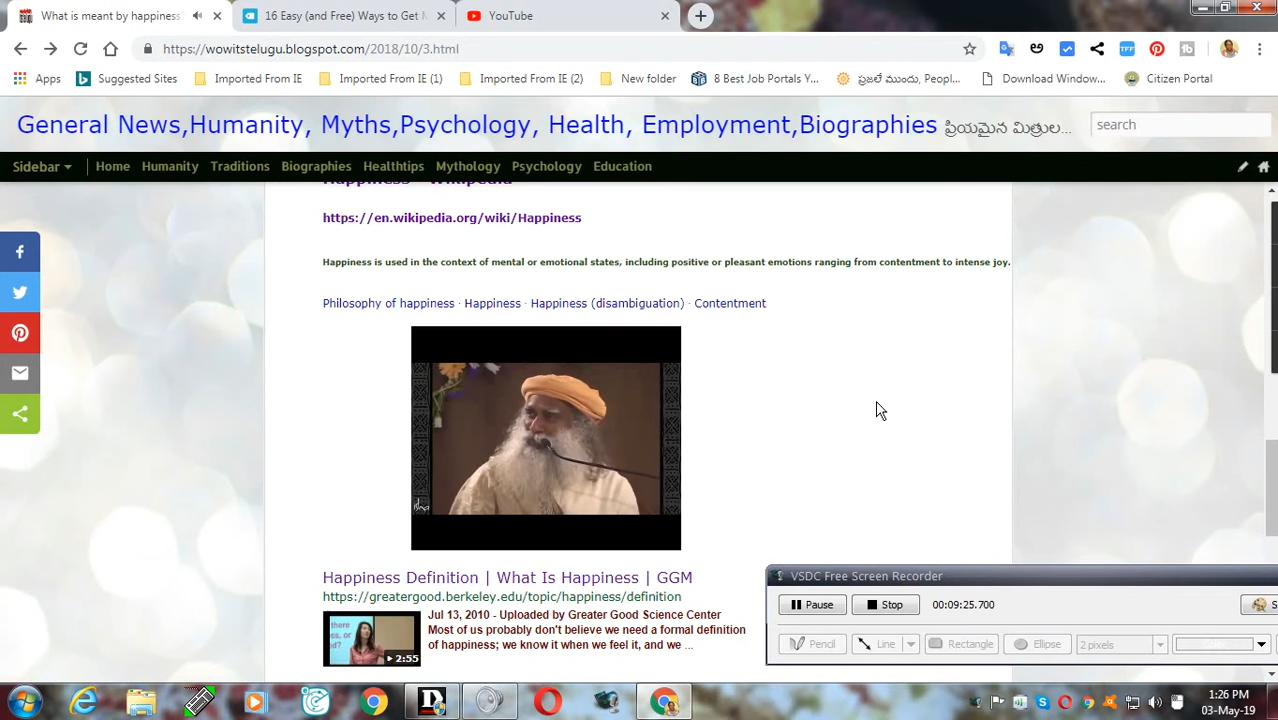 What is meant by happiness
16 Easy (and Free) Ways to Get M
YouTube
https://wowitstelugu.blogspot.com/2018/10/3.html
Apps
Suggested Sites
Imported From IE
Imported From IE (1)
Imported From IE (2)
New folder
8 Best Job Portals Y...
ప్రజలే ముందు, Peopl...
Download Window...
Citizen Portal
General News,Humanity, Myths,Psychology, Health, Employment,Biographies ప్రియమైన మిత్రుల...
search
Sidebar
Home
Humanity
Traditions
Biographies
Healthtips
Mythology
Psychology
Education
Happiness - Wikipedia
https://en.wikipedia.org/wiki/Happiness
Happiness is used in the context of mental or emotional states, including positive or pleasant emotions ranging from contentment to intense joy.
Philosophy of happiness · Happiness · Happiness (disambiguation) · Contentment
Happiness Definition | What Is Happiness | GGM
https://greatergood.berkeley.edu/topic/happiness/definition
2:55
Jul 13, 2010 - Uploaded by Greater Good Science Center
Most of us probably don't believe we need a formal definition
of happiness; we know it when we feel it, and we ...
VSDC Free Screen Recorder
Pause
Stop
00:09:25.700
Pencil
Line
Rectangle
Ellipse
2 pixels
1:26 PM
03-May-19